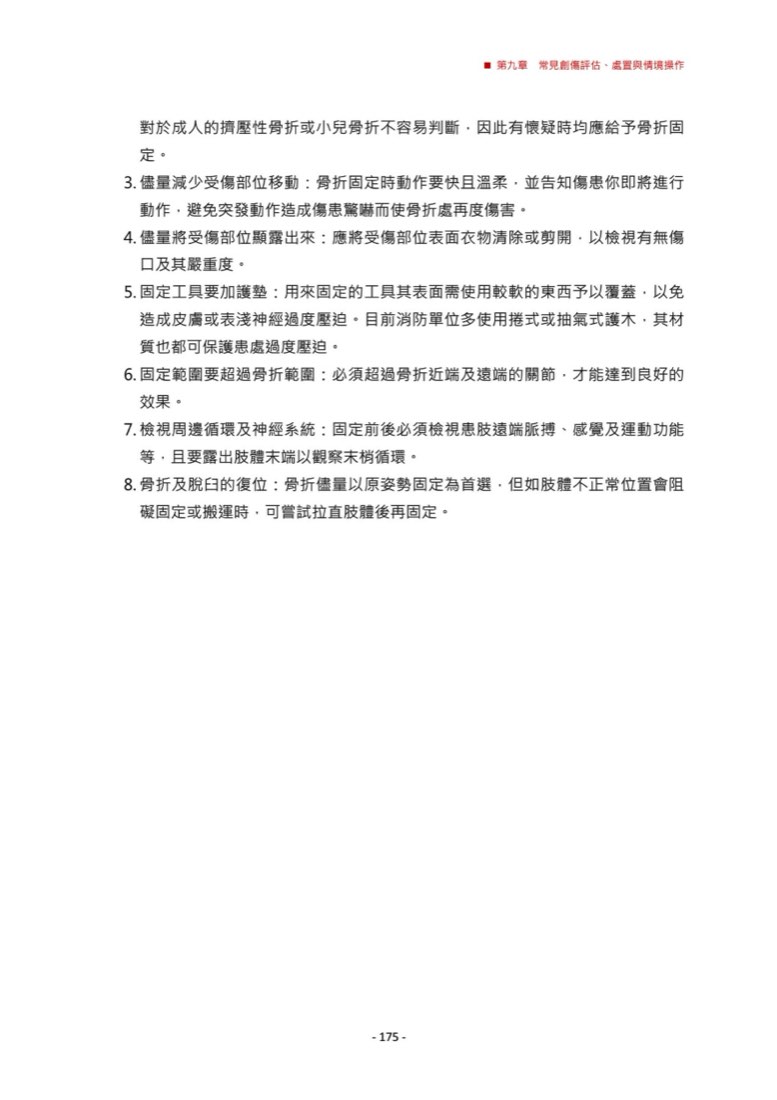 ■ 第九章　常見創傷評估、處置與情境操作
對於成人的擠壓性骨折或小兒骨折不容易判斷，因此有懷疑時均應給予骨折固
定。
3. 儘量減少受傷部位移動：骨折固定時動作要快且溫柔，並告知傷患你即將進行
動作，避免突發動作造成傷患驚嚇而使骨折處再度傷害。
4. 儘量將受傷部位顯露出來：應將受傷部位表面衣物清除或剪開，以檢視有無傷
口及其嚴重度。
5. 固定工具要加護墊：用來固定的工具其表面需使用較軟的東西予以覆蓋，以免
造成皮膚或表淺神經過度壓迫。目前消防單位多使用捲式或抽氣式護木，其材
質也都可保護患處過度壓迫。
6. 固定範圍要超過骨折範圍：必須超過骨折近端及遠端的關節，才能達到良好的
效果。
7. 檢視周邊循環及神經系統：固定前後必須檢視患肢遠端脈搏、感覺及運動功能
等，且要露出肢體末端以觀察末梢循環。
8. 骨折及脫臼的復位：骨折儘量以原姿勢固定為首選，但如肢體不正常位置會阻
礙固定或搬運時，可嘗試拉直肢體後再固定。
- 175 -